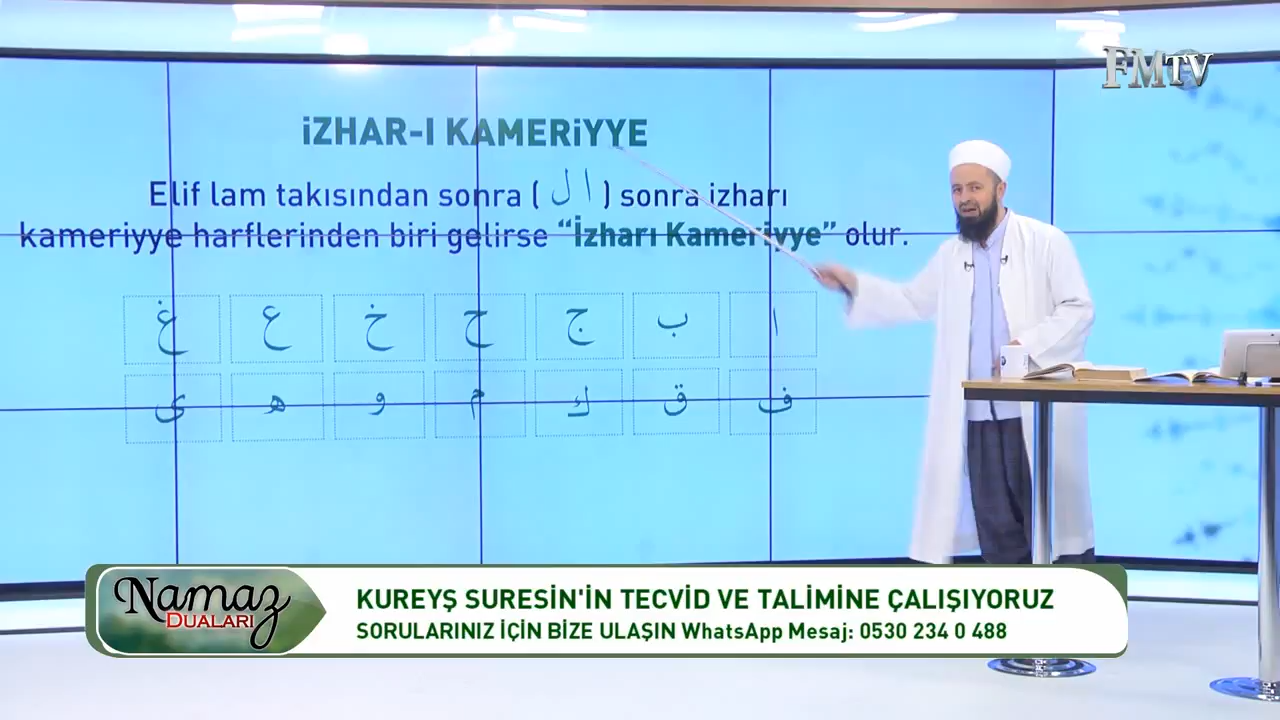 FMTV
İZHAR-I KAMERİYYE
Elif lam takısından sonra ( ال ) sonra izharı
kameriyye harflerinden biri gelirse “İzharı Kameriyye” olur.
ا ب ج ح خ ع غ
ف ق ك م و ه ى
Namaz
DUALARI
KUREYŞ SURESİN'İN TECVİD VE TALİMİNE ÇALIŞIYORUZ
SORULARINIZ İÇİN BİZE ULAŞIN WhatsApp Mesaj: 0530 234 0 488